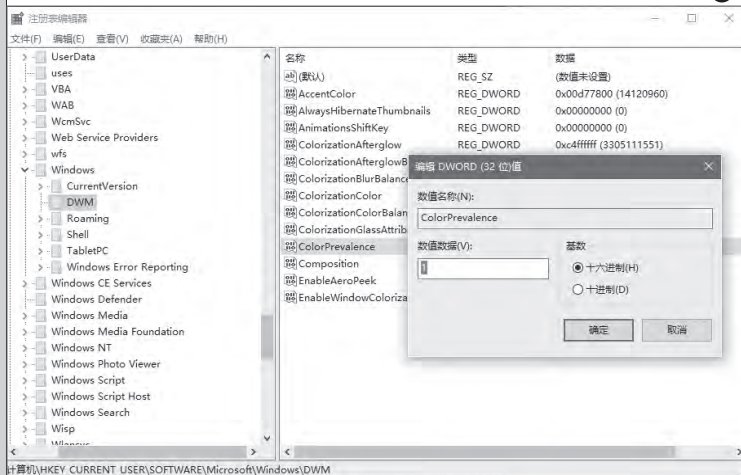 注册表编辑器
文件(F) 编辑(E) 查看(V) 收藏夹(A) 帮助(H)
UserData
uses
VBA
WAB
WcmSvc
Web Service Providers
wfs
Windows
CurrentVersion
DWM
Roaming
Shell
TabletPC
Windows Error Reporting
Windows CE Services
Windows Defender
Windows Media
Windows Media Foundation
Windows NT
Windows Photo Viewer
Windows Script
Windows Script Host
Windows Search
Wisp
名称 类型 数据
(默认) REG_SZ (数值未设置)
AccentColor REG_DWORD 0x00d77800 (14120960)
AlwaysHibernateThumbnails REG_DWORD 0x00000000 (0)
AnimationsShiftKey REG_DWORD 0x00000000 (0)
ColorizationAfterglow REG_DWORD 0xc4ffffff (3305111551)
ColorizationAfterglowB
ColorizationBlurBalance
ColorizationColor
ColorizationColorBalan
ColorizationGlassAttrib
ColorPrevalence
Composition
EnableAeroPeek
EnableWindowColoriza
编辑 DWORD (32 位)值
数值名称(N):
ColorPrevalence
数值数据(V): 基数
1 十六进制(H)
十进制(D)
确定 取消
计算机\HKEY_CURRENT_USER\SOFTWARE\Microsoft\Windows\DWM